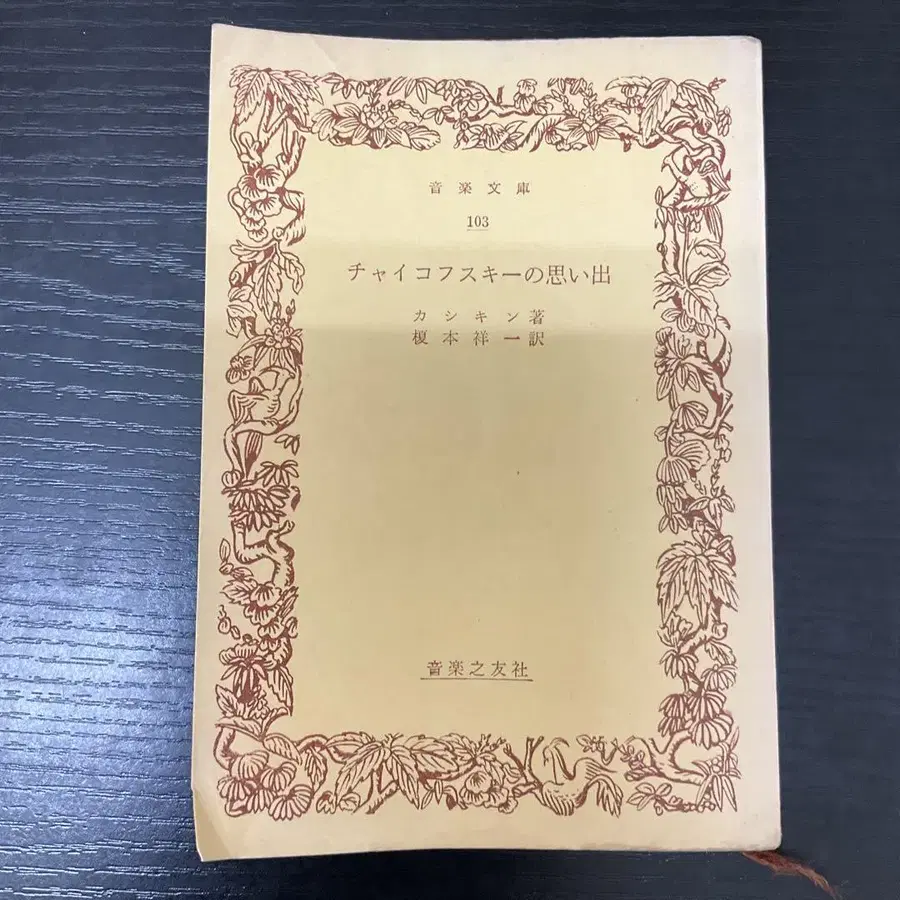 音楽文庫
103
チャイコフスキーの思い出
カシキン著
榎本祥一訳
音楽之友社